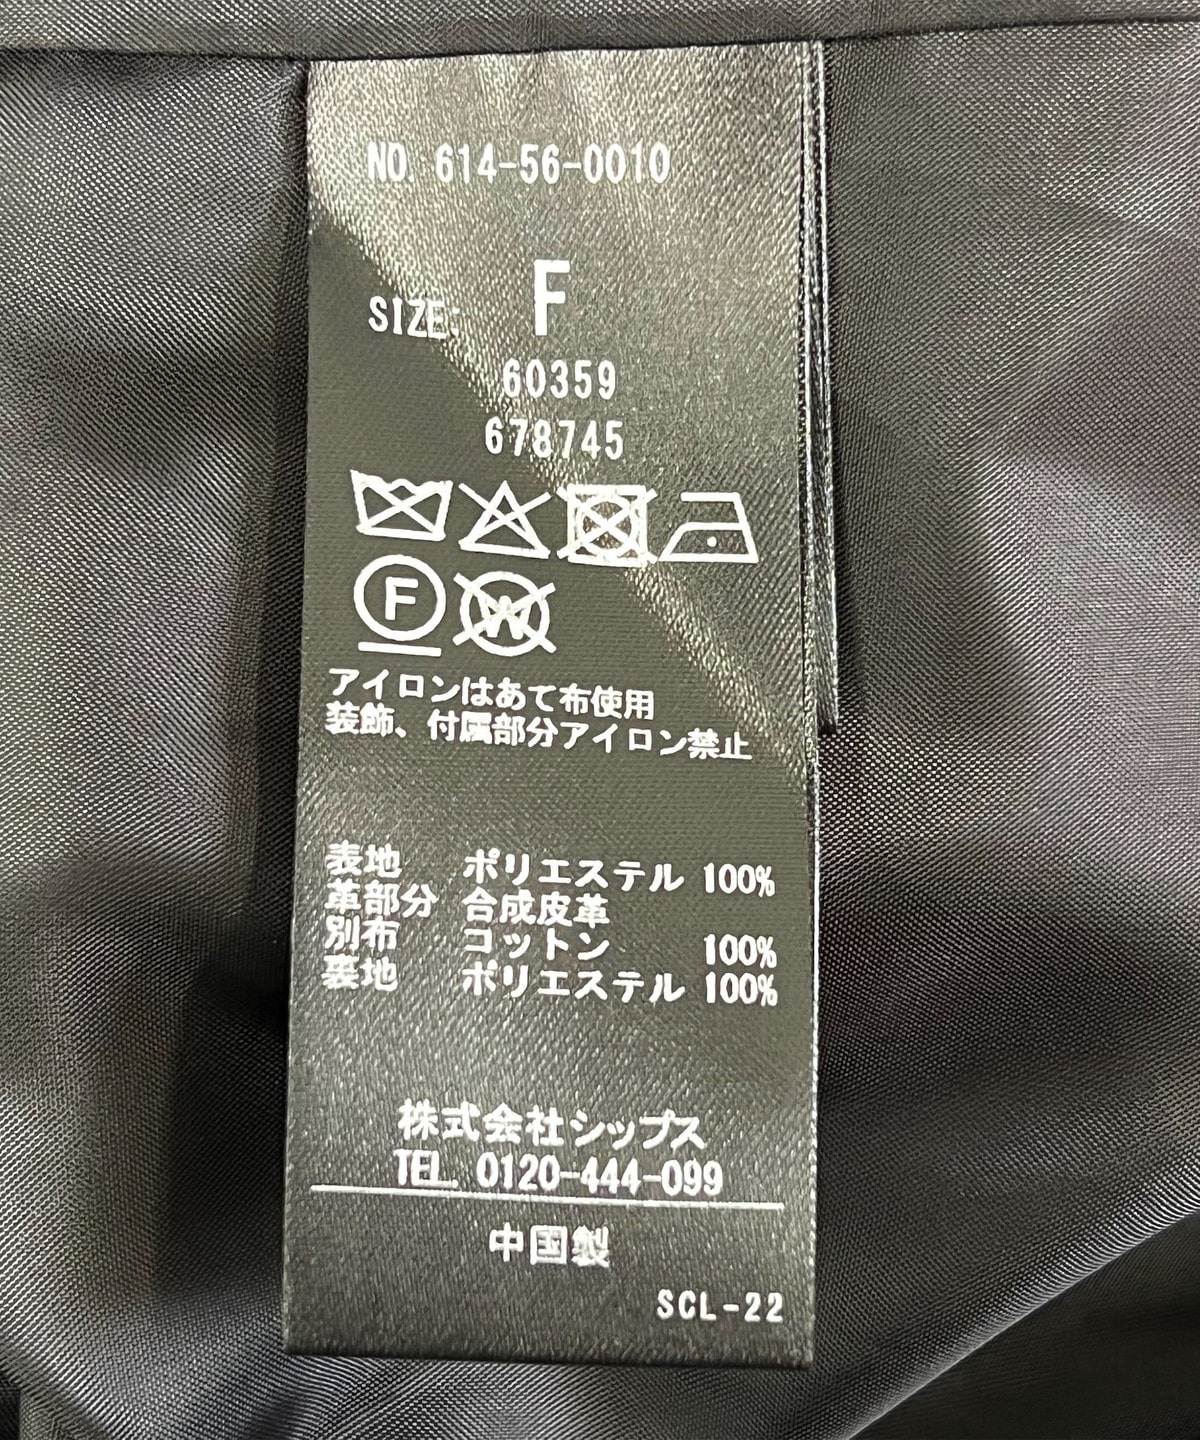 NO. 614-56-0010
SIZE: F
60359
678745
F W
アイロンはあて布使用
装飾、付属部分アイロン禁止
表地 ポリエステル 100%
革部分 合成皮革
別布 コットン 100%
裏地 ポリエステル 100%
株式会社シップス
TEL. 0120-444-099
中国製
SCL-22